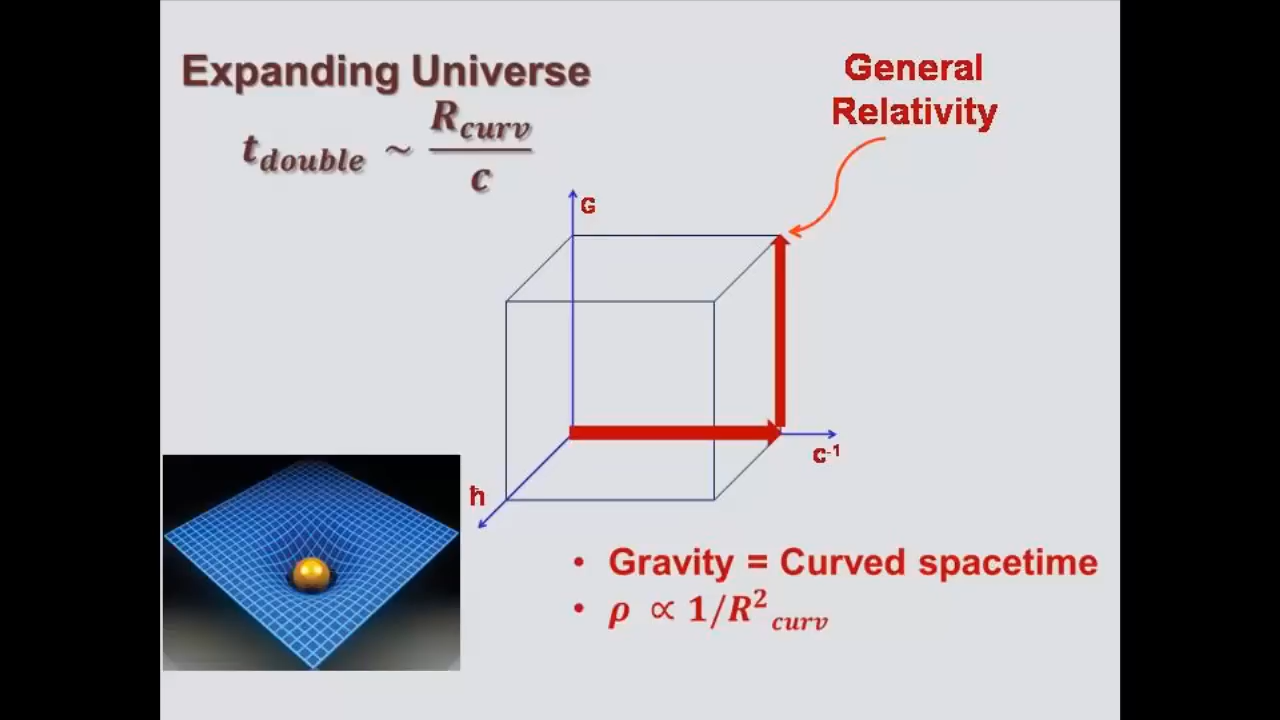 Expanding Universe
t_double ~ R_curv / c
General
Relativity
G
c⁻¹
ħ
• Gravity = Curved spacetime
• ρ ∝ 1/R²_curv